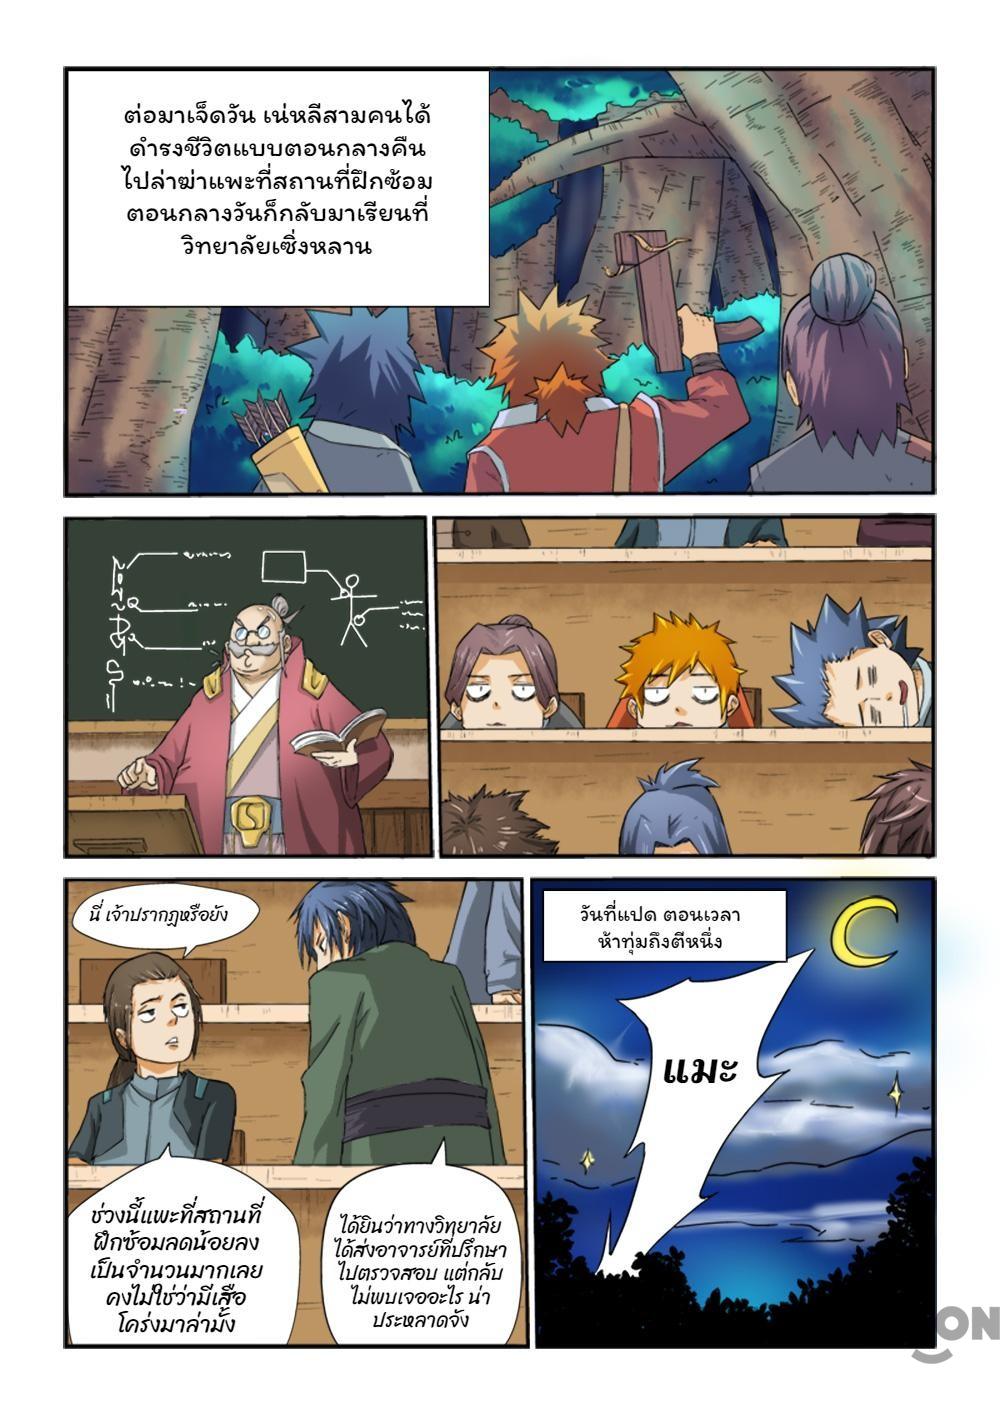 ต่อมาเจ็ดวัน เน่หลีสามคนได้
ดำรงชีวิตแบบตอนกลางคืน
ไปล่าฆ่าแพะที่สถานที่ฝึกซ้อม
ตอนกลางวันก็กลับมาเรียนที่
วิทยาลัยเซิ่งหลาน
นี่ เจ้าปรากฏหรือยัง
ช่วงนี้แพะที่สถานที่
ฝึกซ้อมลดน้อยลง
เป็นจำนวนมากเลย
คงไม่ใช่ว่ามีเสือ
โคร่งมาล่ามั้ง
ได้ยินว่าทางวิทยาลัย
ได้ส่งอาจารย์ที่ปรึกษา
ไปตรวจสอบ แต่กลับ
ไม่พบเจออะไร น่า
ประหลาดจัง
วันที่แปด ตอนเวลา
ห้าทุ่มถึงตีหนึ่ง
แมะ
ON